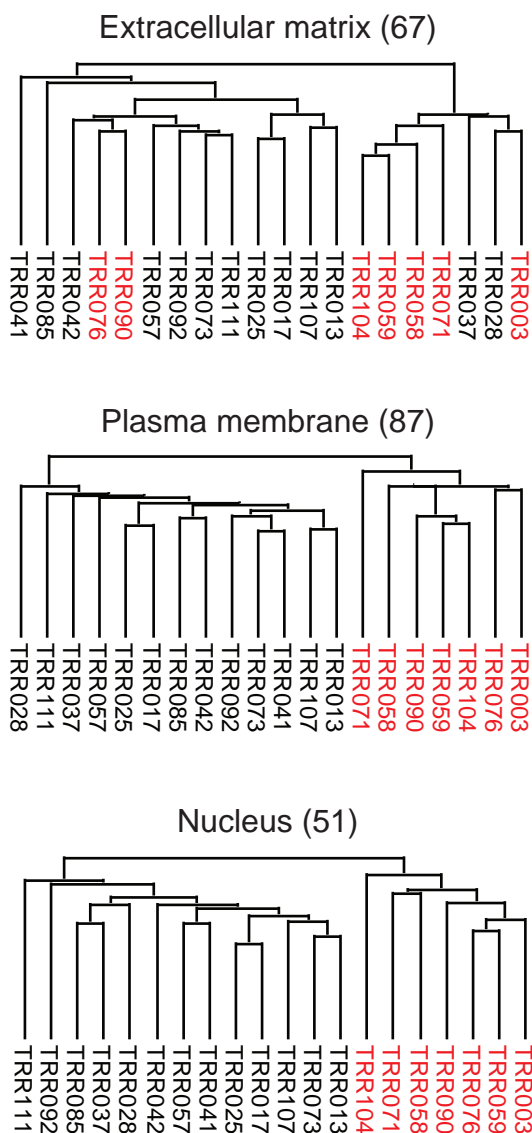 Extracellular matrix (67)
TRR041 TRR085 TRR042 TRR076 TRR090 TRR057 TRR092 TRR073 TRR111 TRR025 TRR017 TRR107 TRR013 TRR104 TRR059 TRR058 TRR071 TRR037 TRR028 TRR003
Plasma membrane (87)
TRR028 TRR111 TRR037 TRR057 TRR025 TRR017 TRR085 TRR042 TRR092 TRR073 TRR041 TRR107 TRR013 TRR071 TRR058 TRR090 TRR059 TRR104 TRR076 TRR003
Nucleus (51)
TRR111 TRR092 TRR085 TRR037 TRR028 TRR042 TRR057 TRR041 TRR025 TRR017 TRR107 TRR073 TRR013 TRR104 TRR071 TRR058 TRR090 TRR076 TRR059 TRR003